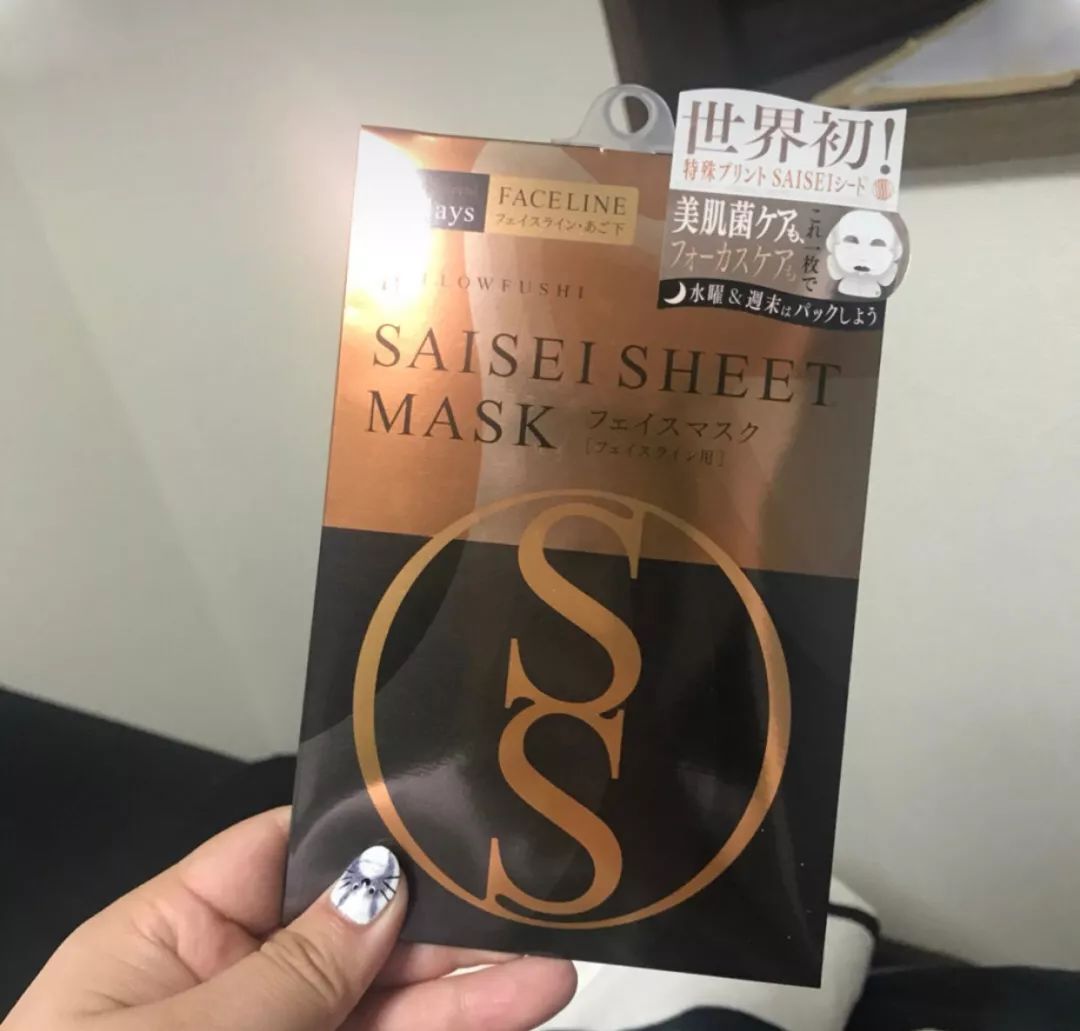 世界初!
特殊プリント SAISEIシート
美肌菌ケアも、
フォーカスケアも
これ一枚で
水曜&週末はパックしよう
days
FACELINE
フェイスライン・あご下
SAISEI SHEET
MASK フェイスマスク
[フェイスライン用]
SS